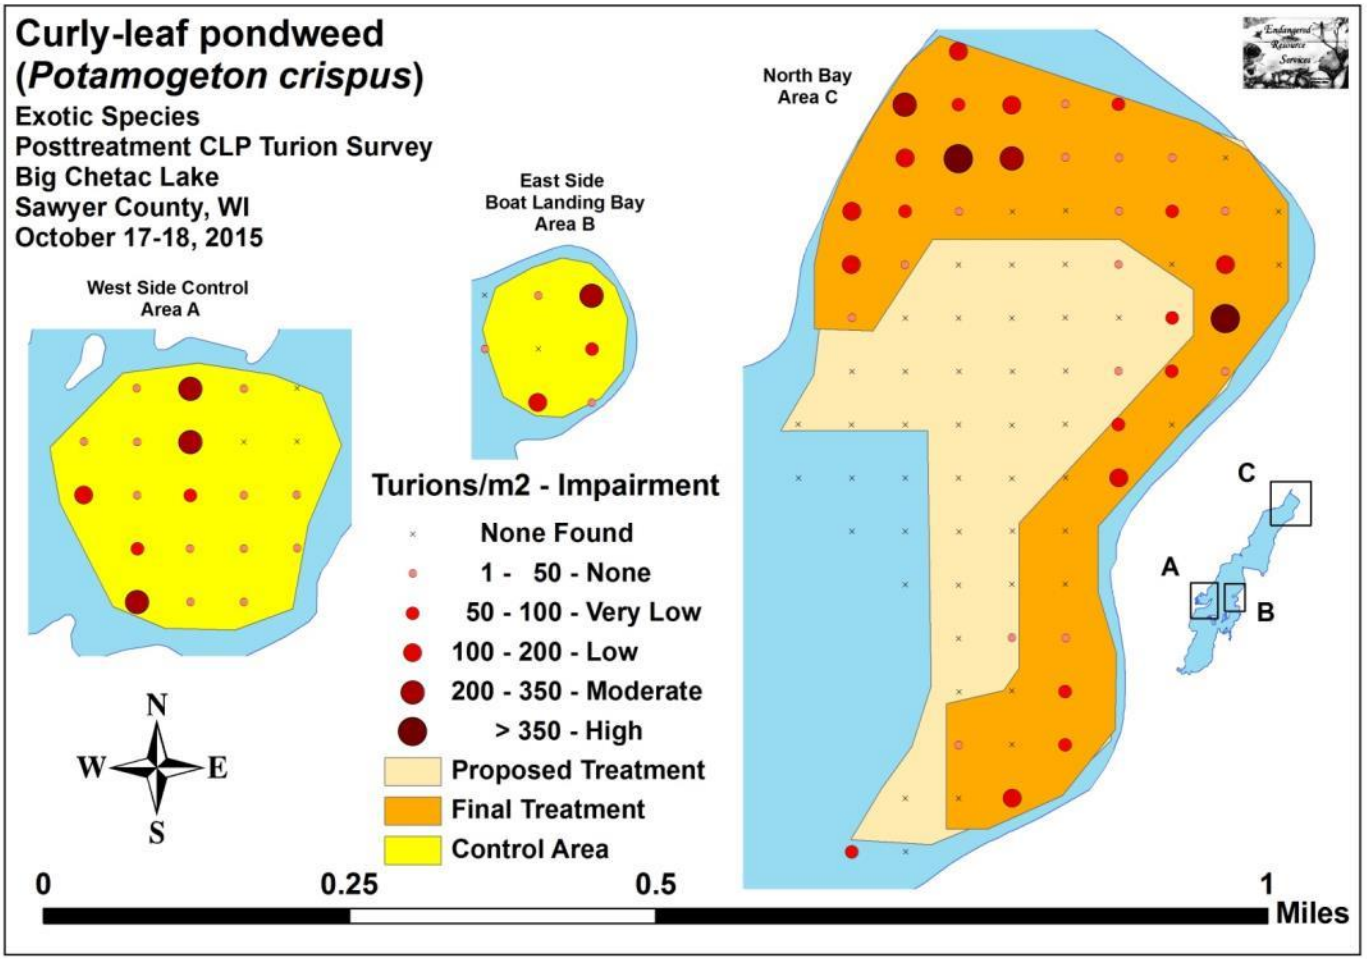 Curly-leaf pondweed
(Potamogeton crispus)
Exotic Species
Posttreatment CLP Turion Survey
Big Chetac Lake
Sawyer County, WI
October 17-18, 2015
West Side Control
Area A
East Side
Boat Landing Bay
Area B
North Bay
Area C
Endangered
Resource
Services
Turions/m2 - Impairment
None Found
1 - 50 - None
50 - 100 - Very Low
100 - 200 - Low
200 - 350 - Moderate
> 350 - High
Proposed Treatment
Final Treatment
Control Area
C
A
B
N
W E
S
0 0.25 0.5 1
Miles